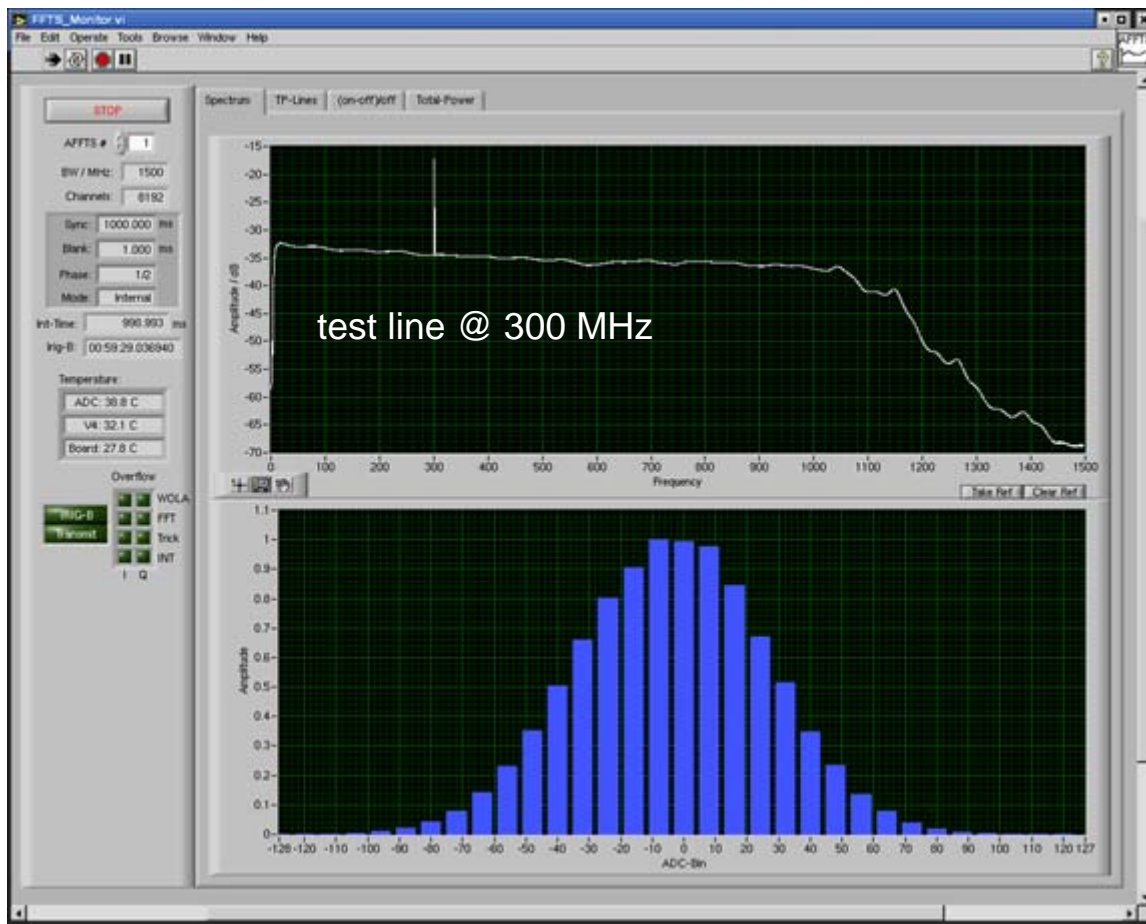 FFTS_Monitor.vi
File Edit Operate Tools Browse Window Help
AFFTS
STOP
AFFTS # 1
BW / MHz: 1500
Channels: 8192
Sync: 1000.000 ms
Blank: 1.000 ms
Phase: 1/2
Mode: Internal
Int-Time: 998.993 ms
Irig-B: 00:59:29.036940
Temperature:
ADC: 38.8 C
V4: 32.1 C
Board: 27.8 C
Overflow
IRIG-B
Transmit
WOLA
FFT
Trick
INT
I Q
Spectrum TP-Lines (on-off)/off Total-Power
Amplitude / dB
-15
-20
-25
-30
-35
-40
-45
-50
-55
-60
-65
-70
test line @ 300 MHz
0 100 200 300 400 500 600 700 800 900 1000 1100 1200 1300 1400 1500
Frequency
Take Ref Clear Ref
Amplitude
1.1
1
0.9
0.8
0.7
0.6
0.5
0.4
0.3
0.2
0.1
0
-128 -120 -110 -100 -90 -80 -70 -60 -50 -40 -30 -20 -10 0 10 20 30 40 50 60 70 80 90 100 110 120 127
ADC-Bin